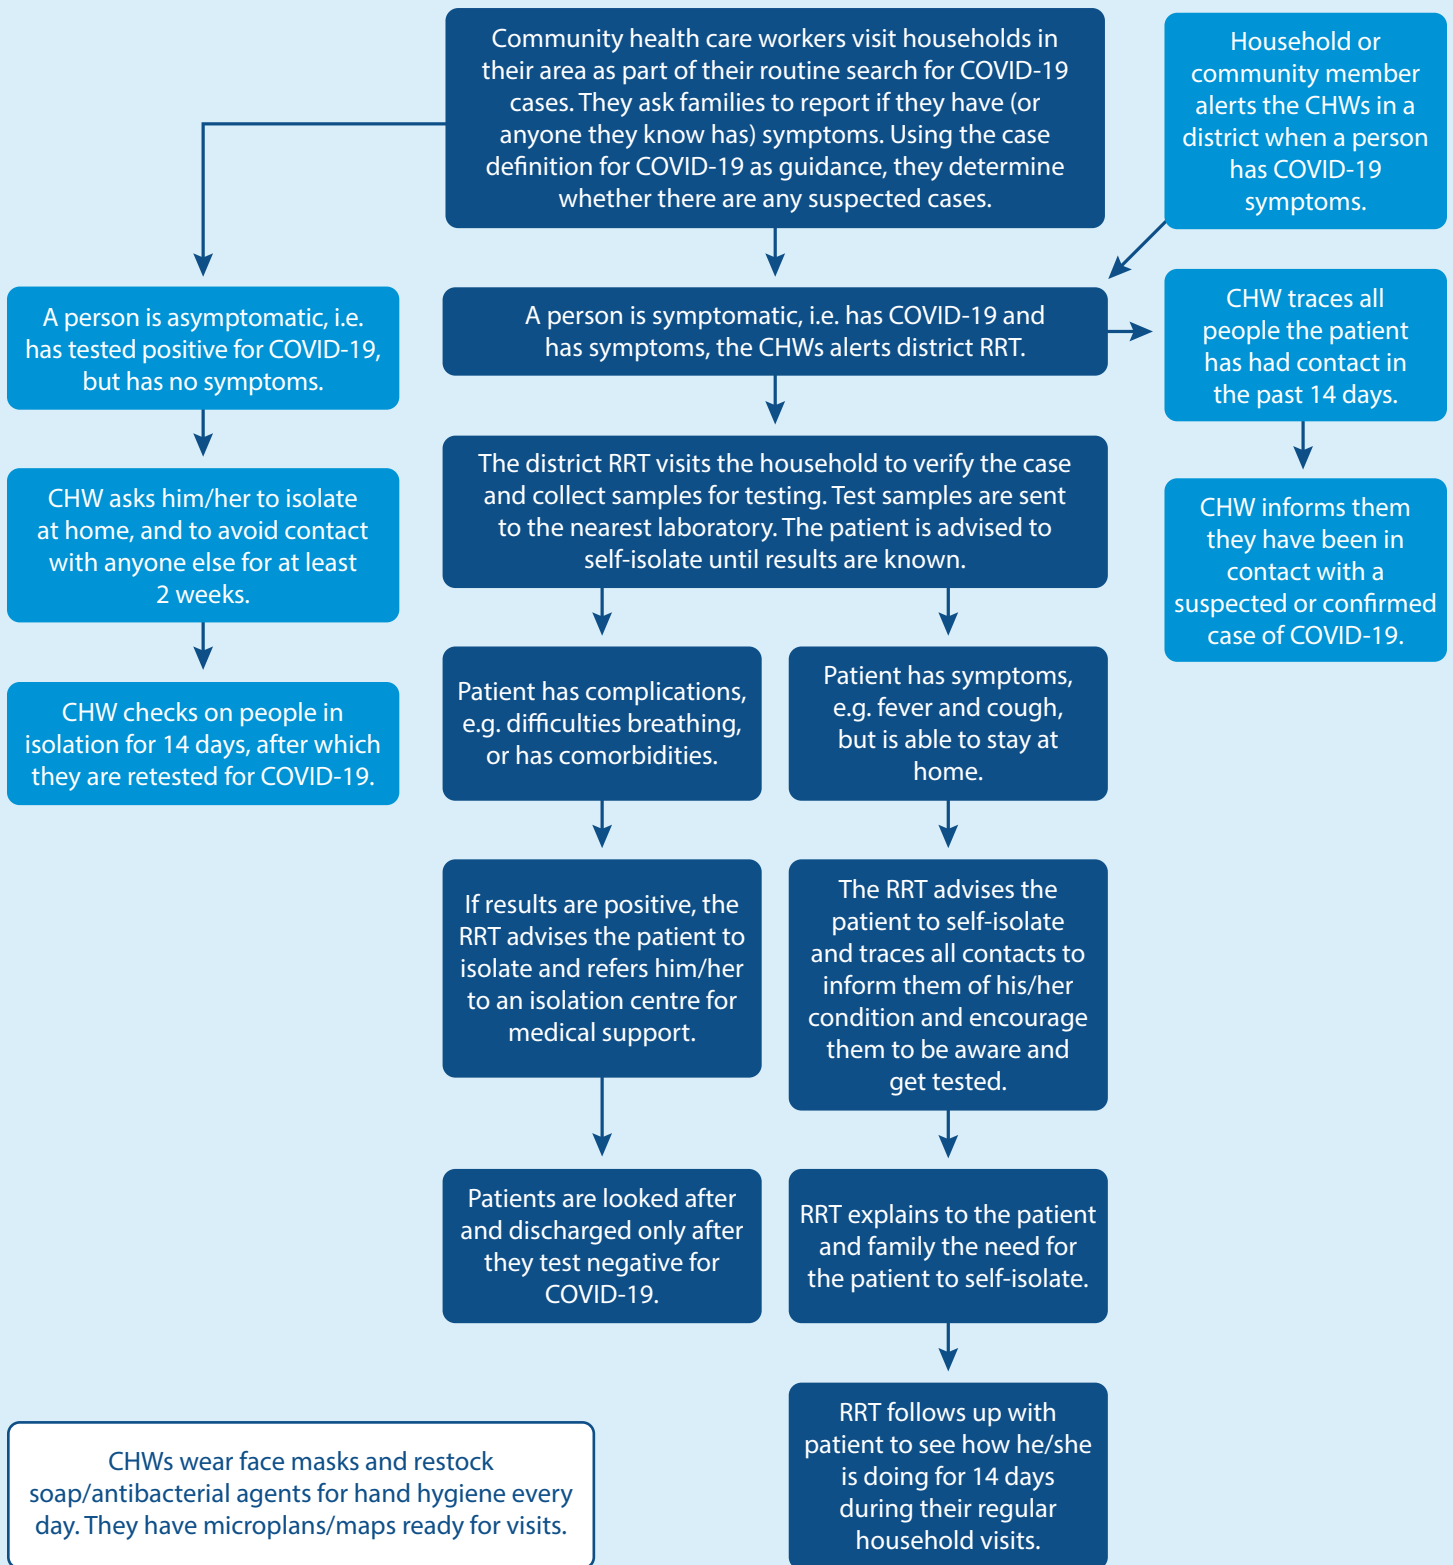 Community health care workers visit households in
their area as part of their routine search for COVID-19
cases. They ask families to report if they have (or
anyone they know has) symptoms. Using the case
definition for COVID-19 as guidance, they determine
whether there are any suspected cases.
Household or
community member
alerts the CHWs in a
district when a person
has COVID-19
symptoms.
A person is asymptomatic, i.e.
has tested positive for COVID-19,
but has no symptoms.
A person is symptomatic, i.e. has COVID-19 and
has symptoms, the CHWs alerts district RRT.
CHW traces all
people the patient
has had contact in
the past 14 days.
CHW asks him/her to isolate
at home, and to avoid contact
with anyone else for at least
2 weeks.
The district RRT visits the household to verify the case
and collect samples for testing. Test samples are sent
to the nearest laboratory. The patient is advised to
self-isolate until results are known.
CHW informs them
they have been in
contact with a
suspected or confirmed
case of COVID-19.
CHW checks on people in
isolation for 14 days, after which
they are retested for COVID-19.
Patient has complications,
e.g. difficulties breathing,
or has comorbidities.
Patient has symptoms,
e.g. fever and cough,
but is able to stay at
home.
If results are positive, the
RRT advises the patient to
isolate and refers him/her
to an isolation centre for
medical support.
The RRT advises the
patient to self-isolate
and traces all contacts to
inform them of his/her
condition and encourage
them to be aware and
get tested.
Patients are looked after
and discharged only after
they test negative for
COVID-19.
RRT explains to the patient
and family the need for
the patient to self-isolate.
RRT follows up with
patient to see how he/she
is doing for 14 days
during their regular
household visits.
CHWs wear face masks and restock
soap/antibacterial agents for hand hygiene every
day. They have microplans/maps ready for visits.